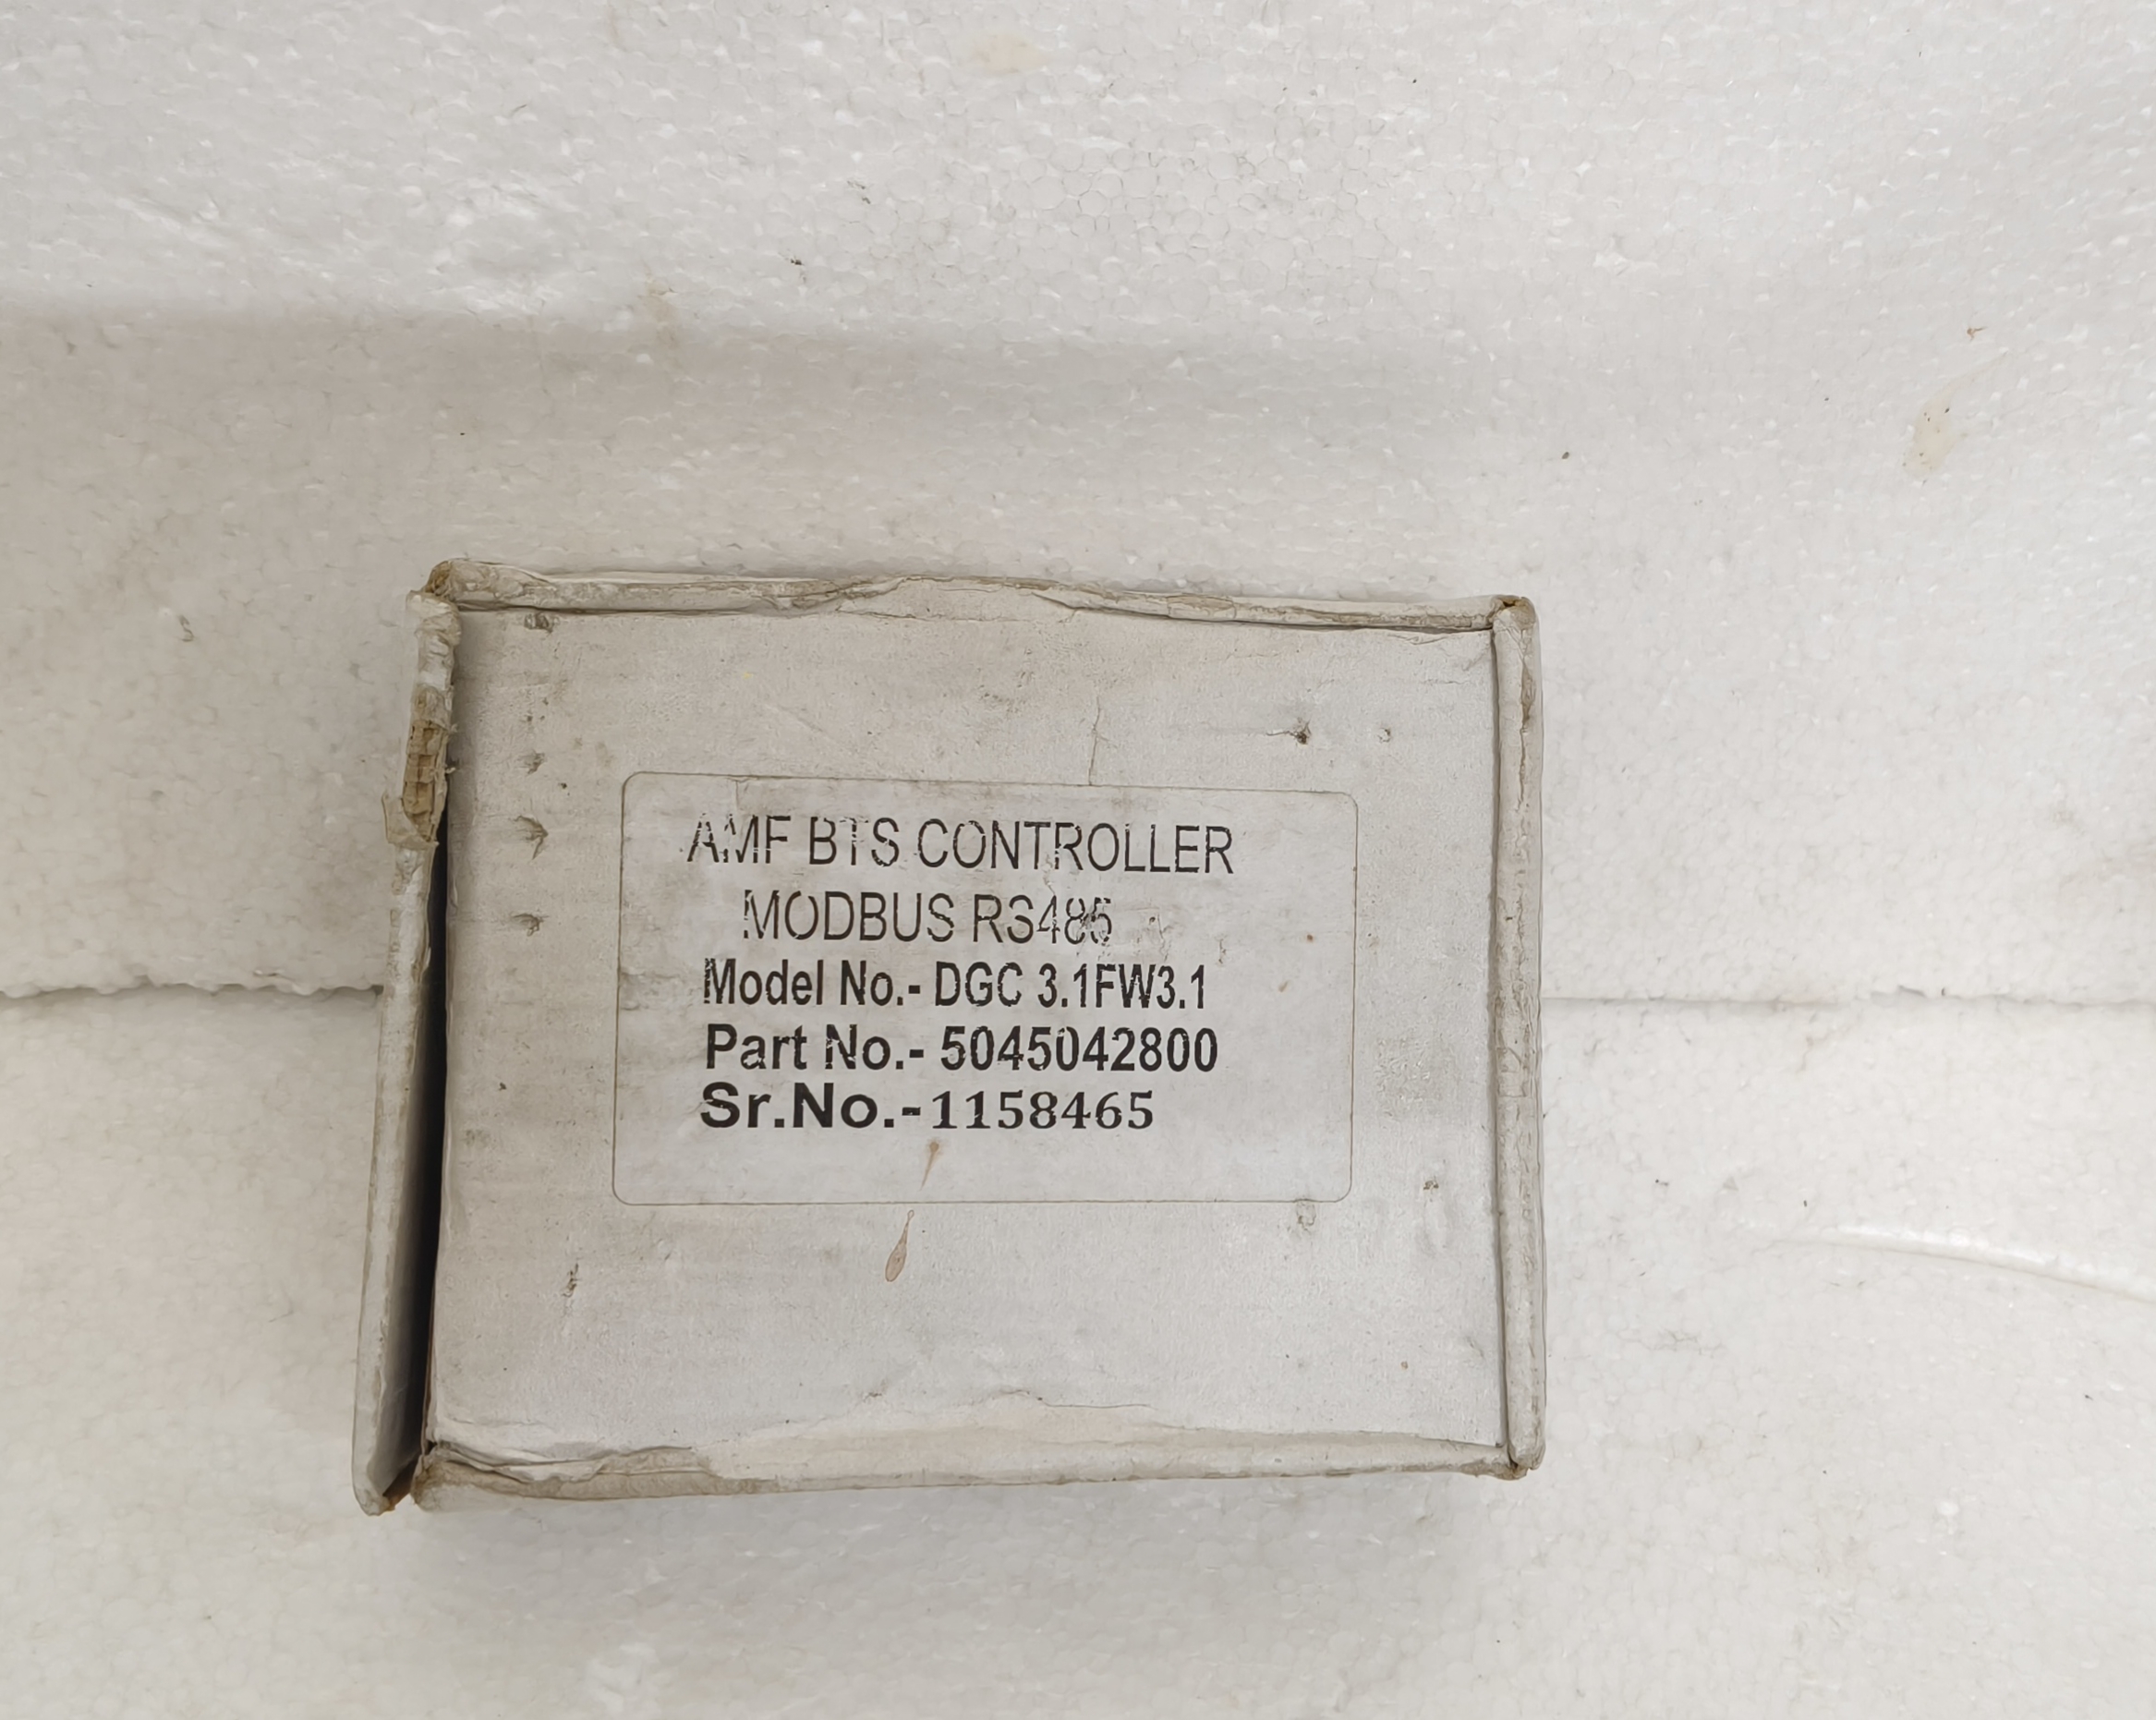 AMF BTS CONTROLLER
MODBUS RS485
Model No.- DGC 3.1FW3.1
Part No.- 5045042800
Sr.No.-1158465